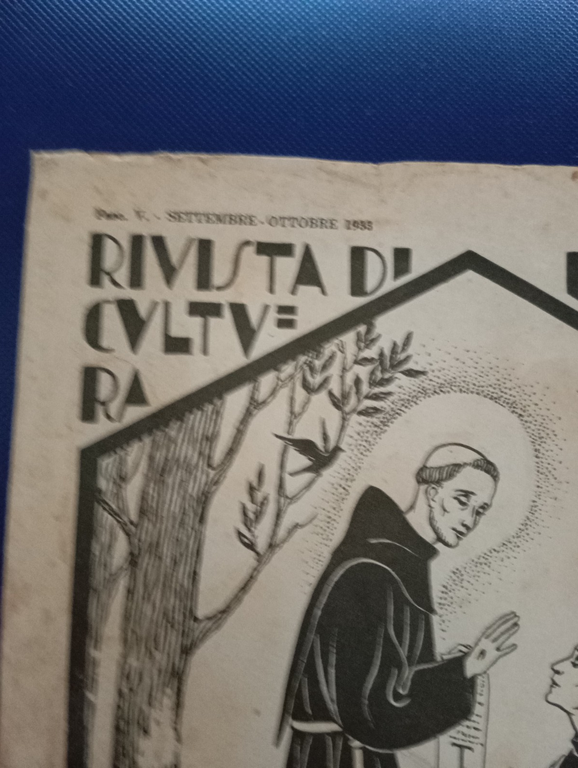 Fasc. V. - SETTEMBRE - OTTOBRE 1933
RIVISTA DI
CVLTV=
RA